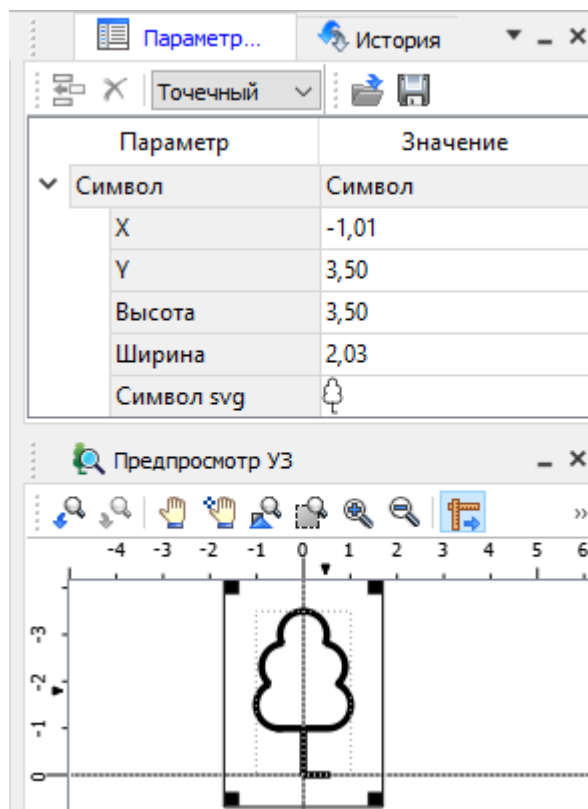 Параметр... История
Точечный
Параметр Значение
Символ Символ
X -1,01
Y 3,50
Высота 3,50
Ширина 2,03
Символ svg
Предпросмотр УЗ
»
-4 -3 -2 -1 0 1 2 3 4 5 6
-3
-2
-1
0